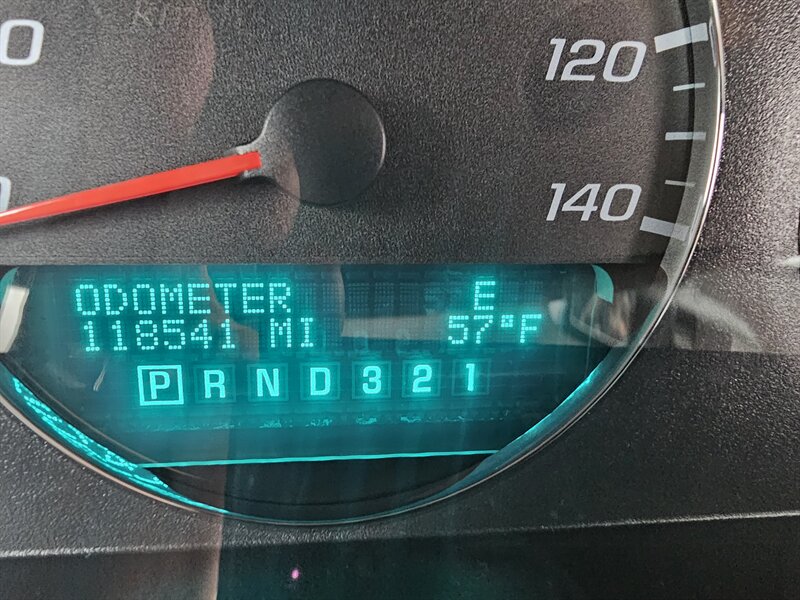 120
140
ODOMETER E
118541 MI 57°F
P R N D 3 2 1